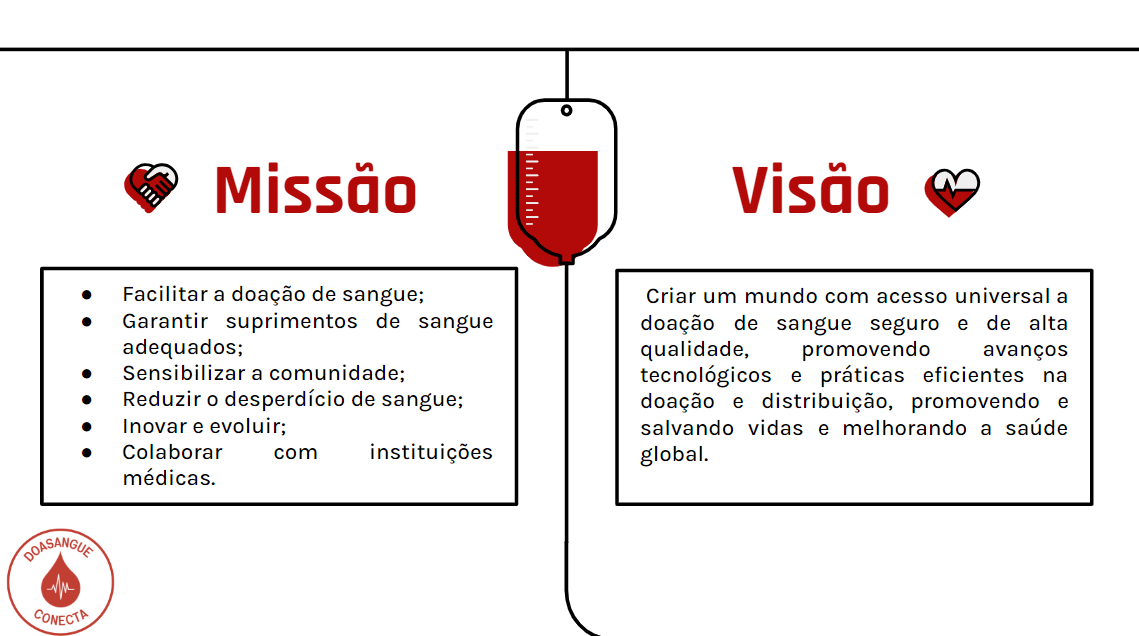 Missão
Facilitar a doação de sangue;
Garantir suprimentos de sangue
adequados;
Sensibilizar a comunidade;
Reduzir o desperdício de sangue;
Inovar e evoluir;
Colaborar com instituições
médicas.
Visão
Criar um mundo com acesso universal a
doação de sangue seguro e de alta
qualidade, promovendo avanços
tecnológicos e práticas eficientes na
doação e distribuição, promovendo e
salvando vidas e melhorando a saúde
global.
DOASANGUE
CONECTA